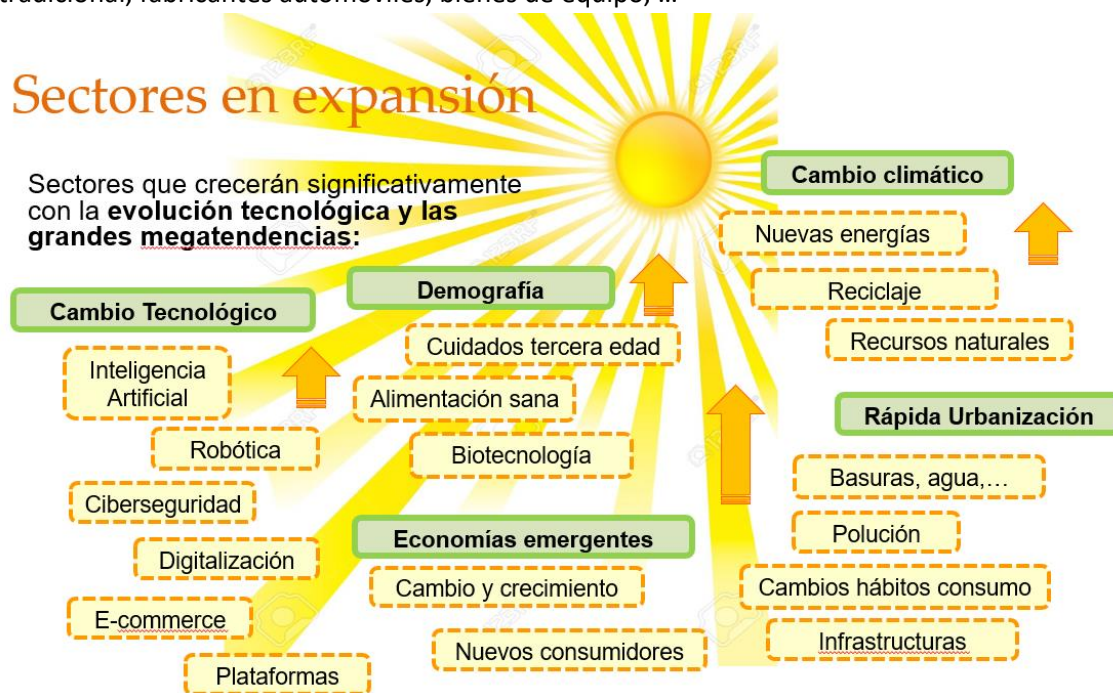 tradicional, fabricantes automóviles, bienes de equipo, ...
Sectores en expansión
Sectores que crecerán significativamente
con la evolución tecnológica y las
grandes megatendencias:
Cambio Tecnológico
Inteligencia
Artificial
Robótica
Ciberseguridad
Digitalización
E-commerce
Plataformas
Demografía
Cuidados tercera edad
Alimentación sana
Biotecnología
Economías emergentes
Cambio y crecimiento
Nuevos consumidores
Cambio climático
Nuevas energías
Reciclaje
Recursos naturales
Rápida Urbanización
Basuras, agua,...
Polución
Cambios hábitos consumo
Infrastructuras